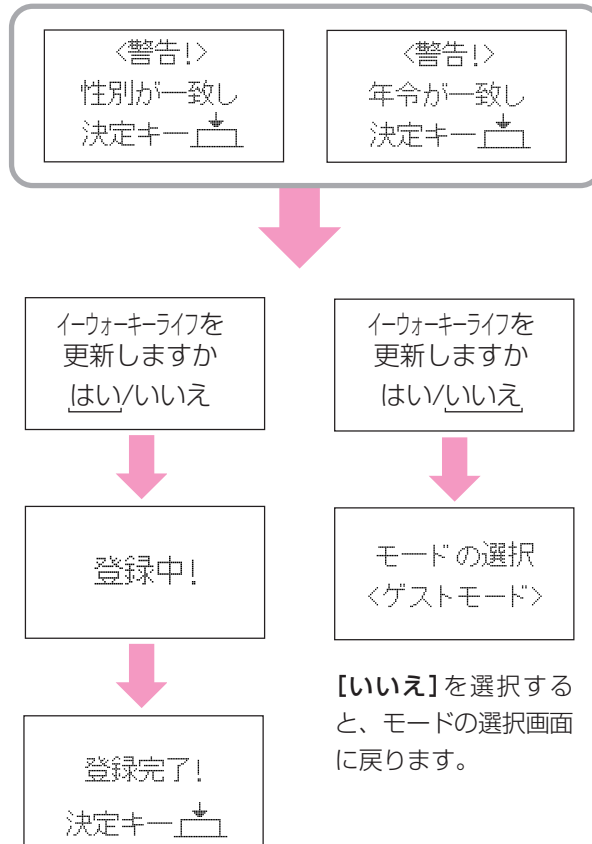 <警告!>
性別が一致し
決定キー
<警告!>
年令が一致し
決定キー
イーウォーキーライフを
更新しますか
はい/いいえ
イーウォーキーライフを
更新しますか
はい/いいえ
登録中!
モードの選択
<ゲストモード>
[いいえ]を選択する
と、モードの選択画面
に戻ります。
登録完了!
決定キー